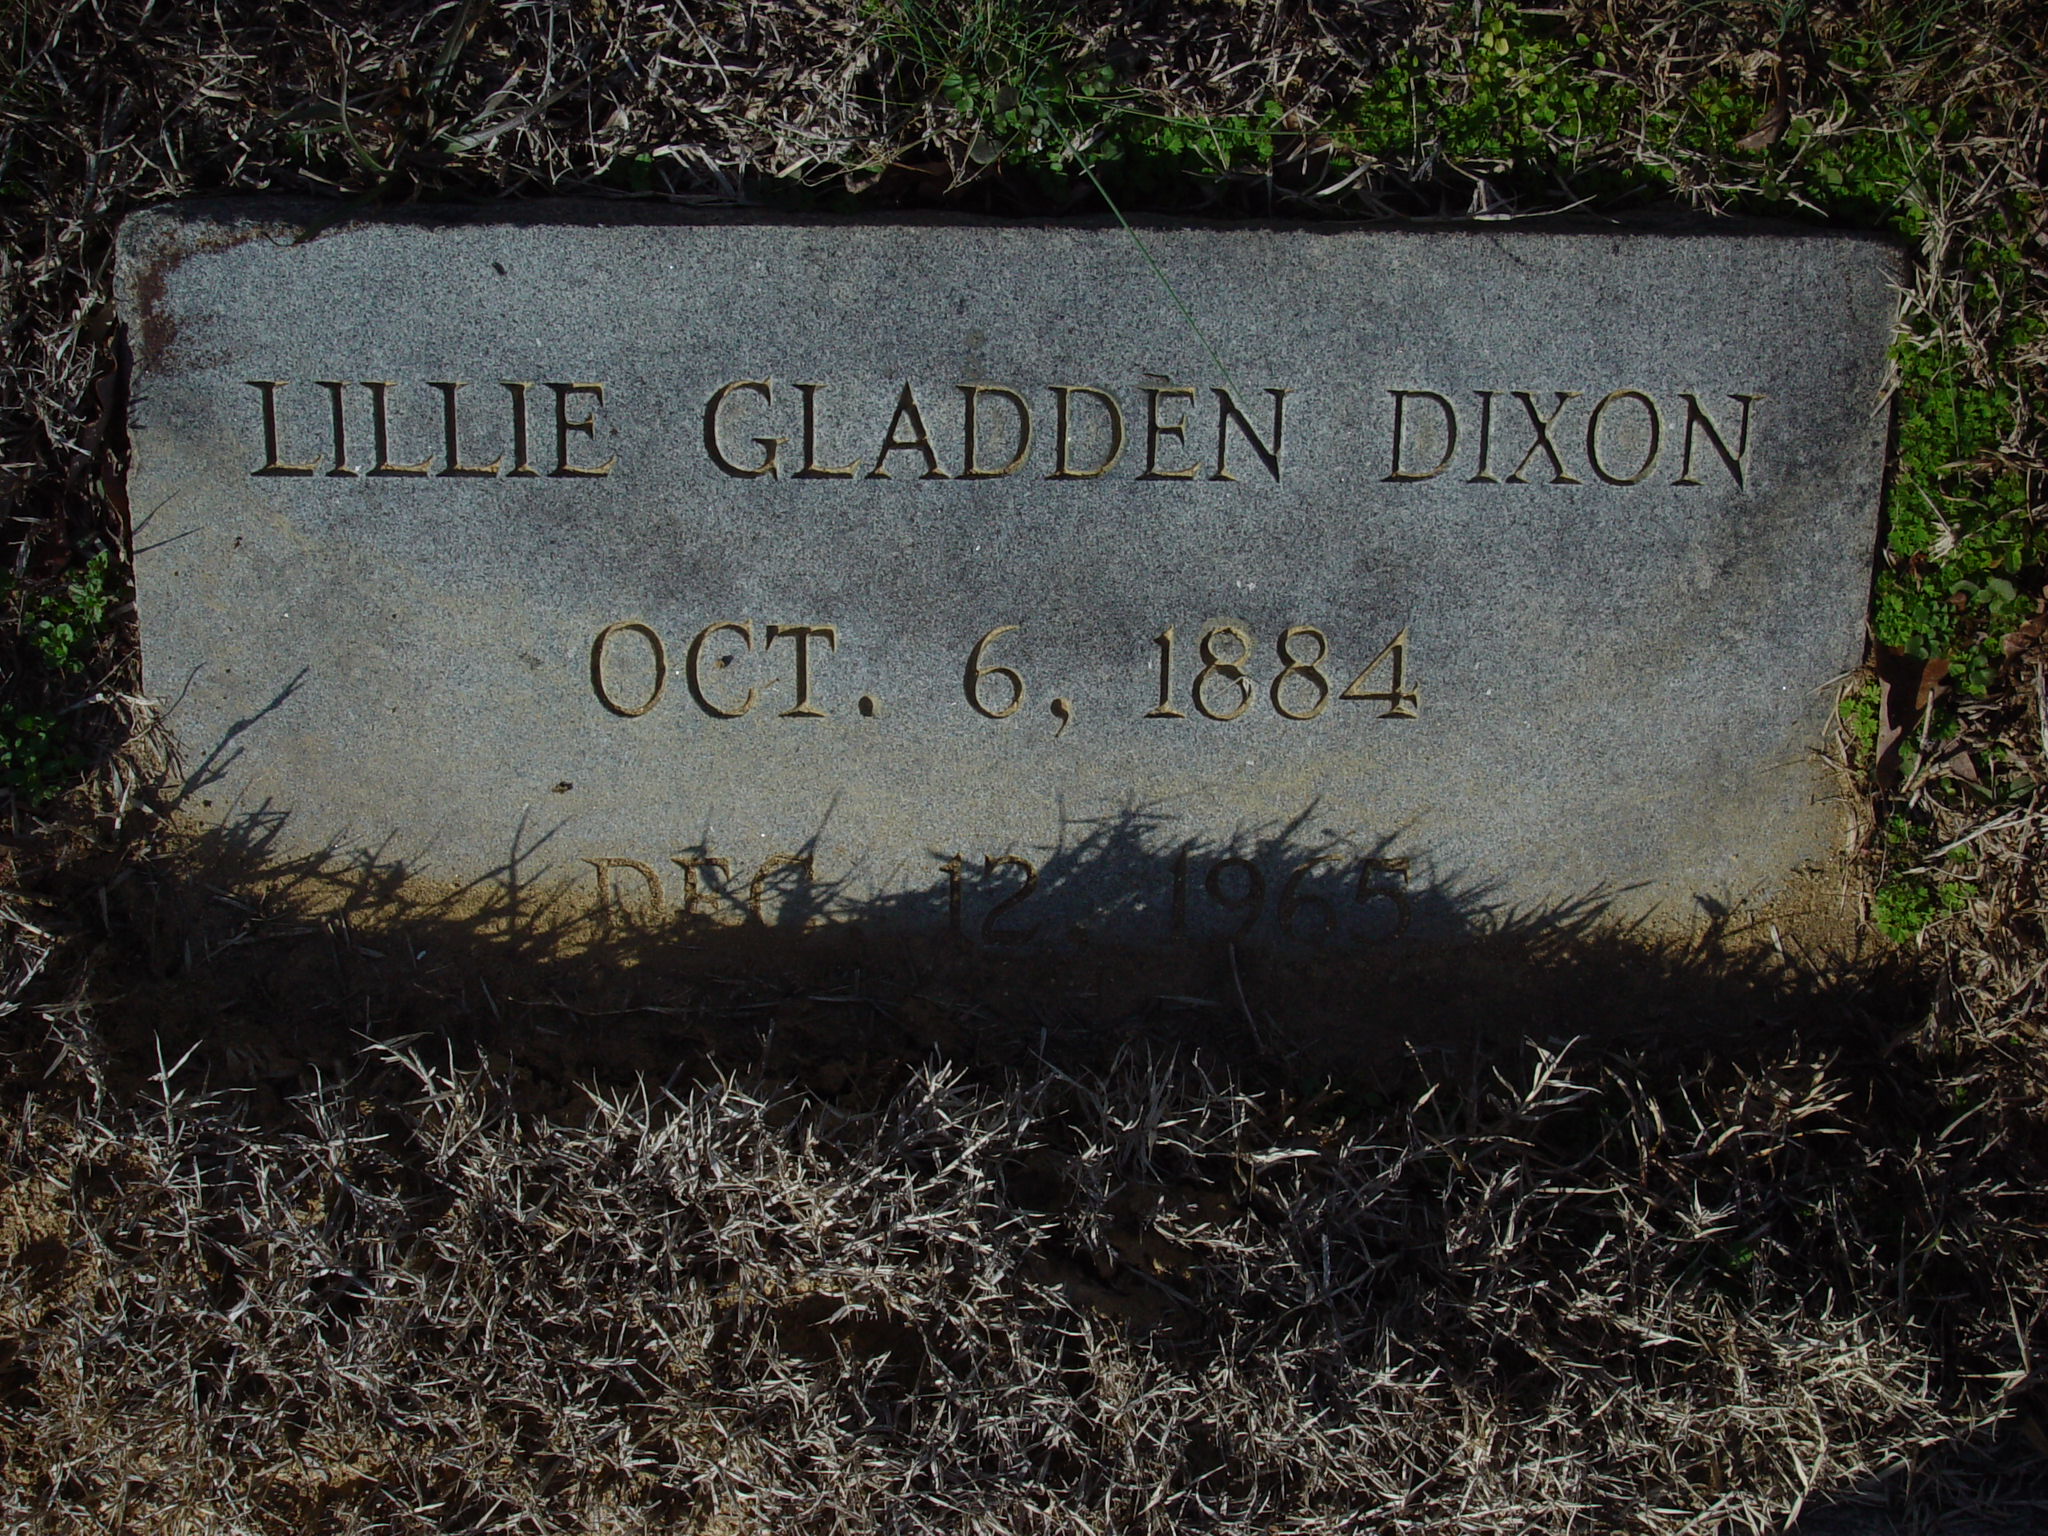 LILLIE GLADDEN DIXON
OCT. 6, 1884
DEC. 12, 1965